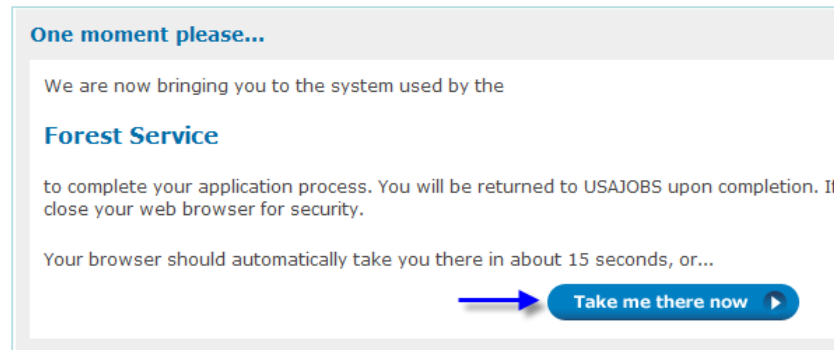 One moment please...
We are now bringing you to the system used by the
Forest Service
to complete your application process. You will be returned to USAJOBS upon completion. If
close your web browser for security.
Your browser should automatically take you there in about 15 seconds, or...
Take me there now